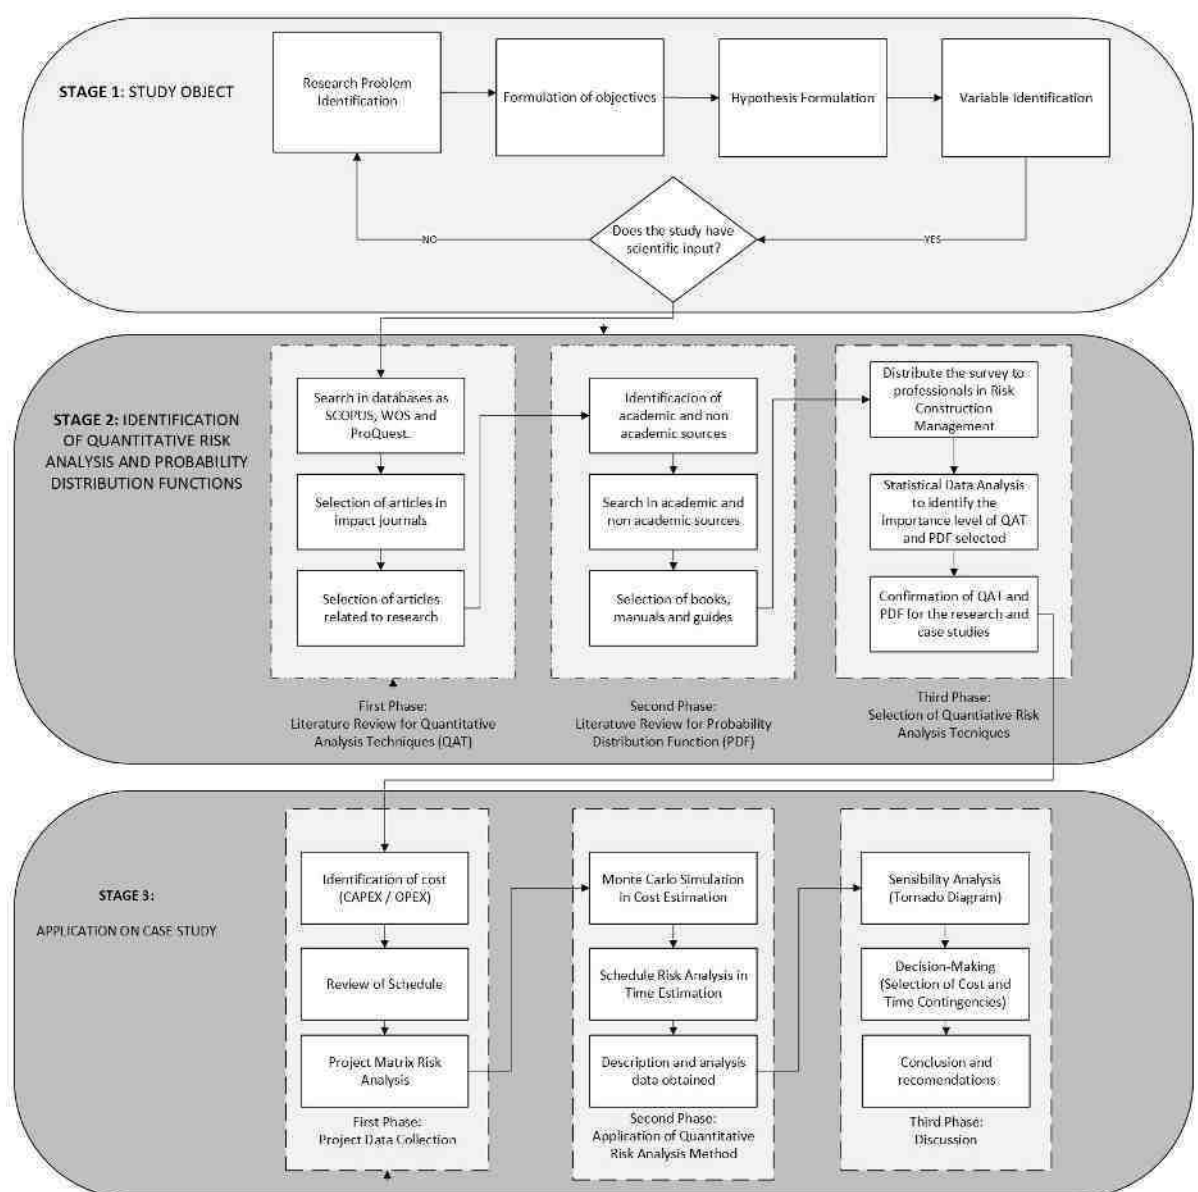 STAGE 1: STUDY OBJECT
Research Problem
Identification
Formulation of objectives
Hypothesis Formulation
Variable Identification
Does the study have
scientific input?
NO
YES
STAGE 2: IDENTIFICATION
OF QUANTITATIVE RISK
ANALYSIS AND PROBABILITY
DISTRIBUTION FUNCTIONS
Search in databases as
SCOPUS, WOS and
ProQuest.
Selection of articles in
impact journals
Selection of articles
related to research
First Phase:
Literature Review for Quantitative
Analysis Techniques (QAT)
Identificacion of
academic and non
academic sources
Search in academic and
non academic sources
Selection of books,
manuals and guides
Second Phase:
Literature Review for Probability
Distribution Function (PDF)
Distribute the survey to
professionals in Risk
Construction
Management
Statistical Data Analysis
to identify the
importance level of QAT
and PDF selected
Confirmation of QAT and
PDF for the research and
case studies
Third Phase:
Selection of Quantiative Risk
Analysis Tecniques
STAGE 3:
APPLICATION ON CASE STUDY
Identification of cost
(CAPEX / OPEX)
Review of Schedule
Project Matrix Risk
Analysis
First Phase:
Project Data Collection
Monte Carlo Simulation
in Cost Estimation
Schedule Risk Analysis in
Time Estimation
Description and analysis
data obtained
Second Phase:
Application of Quantitative
Risk Analysis Method
Sensibility Analysis
(Tornado Diagram)
Decision-Making
(Selection of Cost and
Time Contingencies)
Conclusion and
recomendations
Third Phase:
Discussion